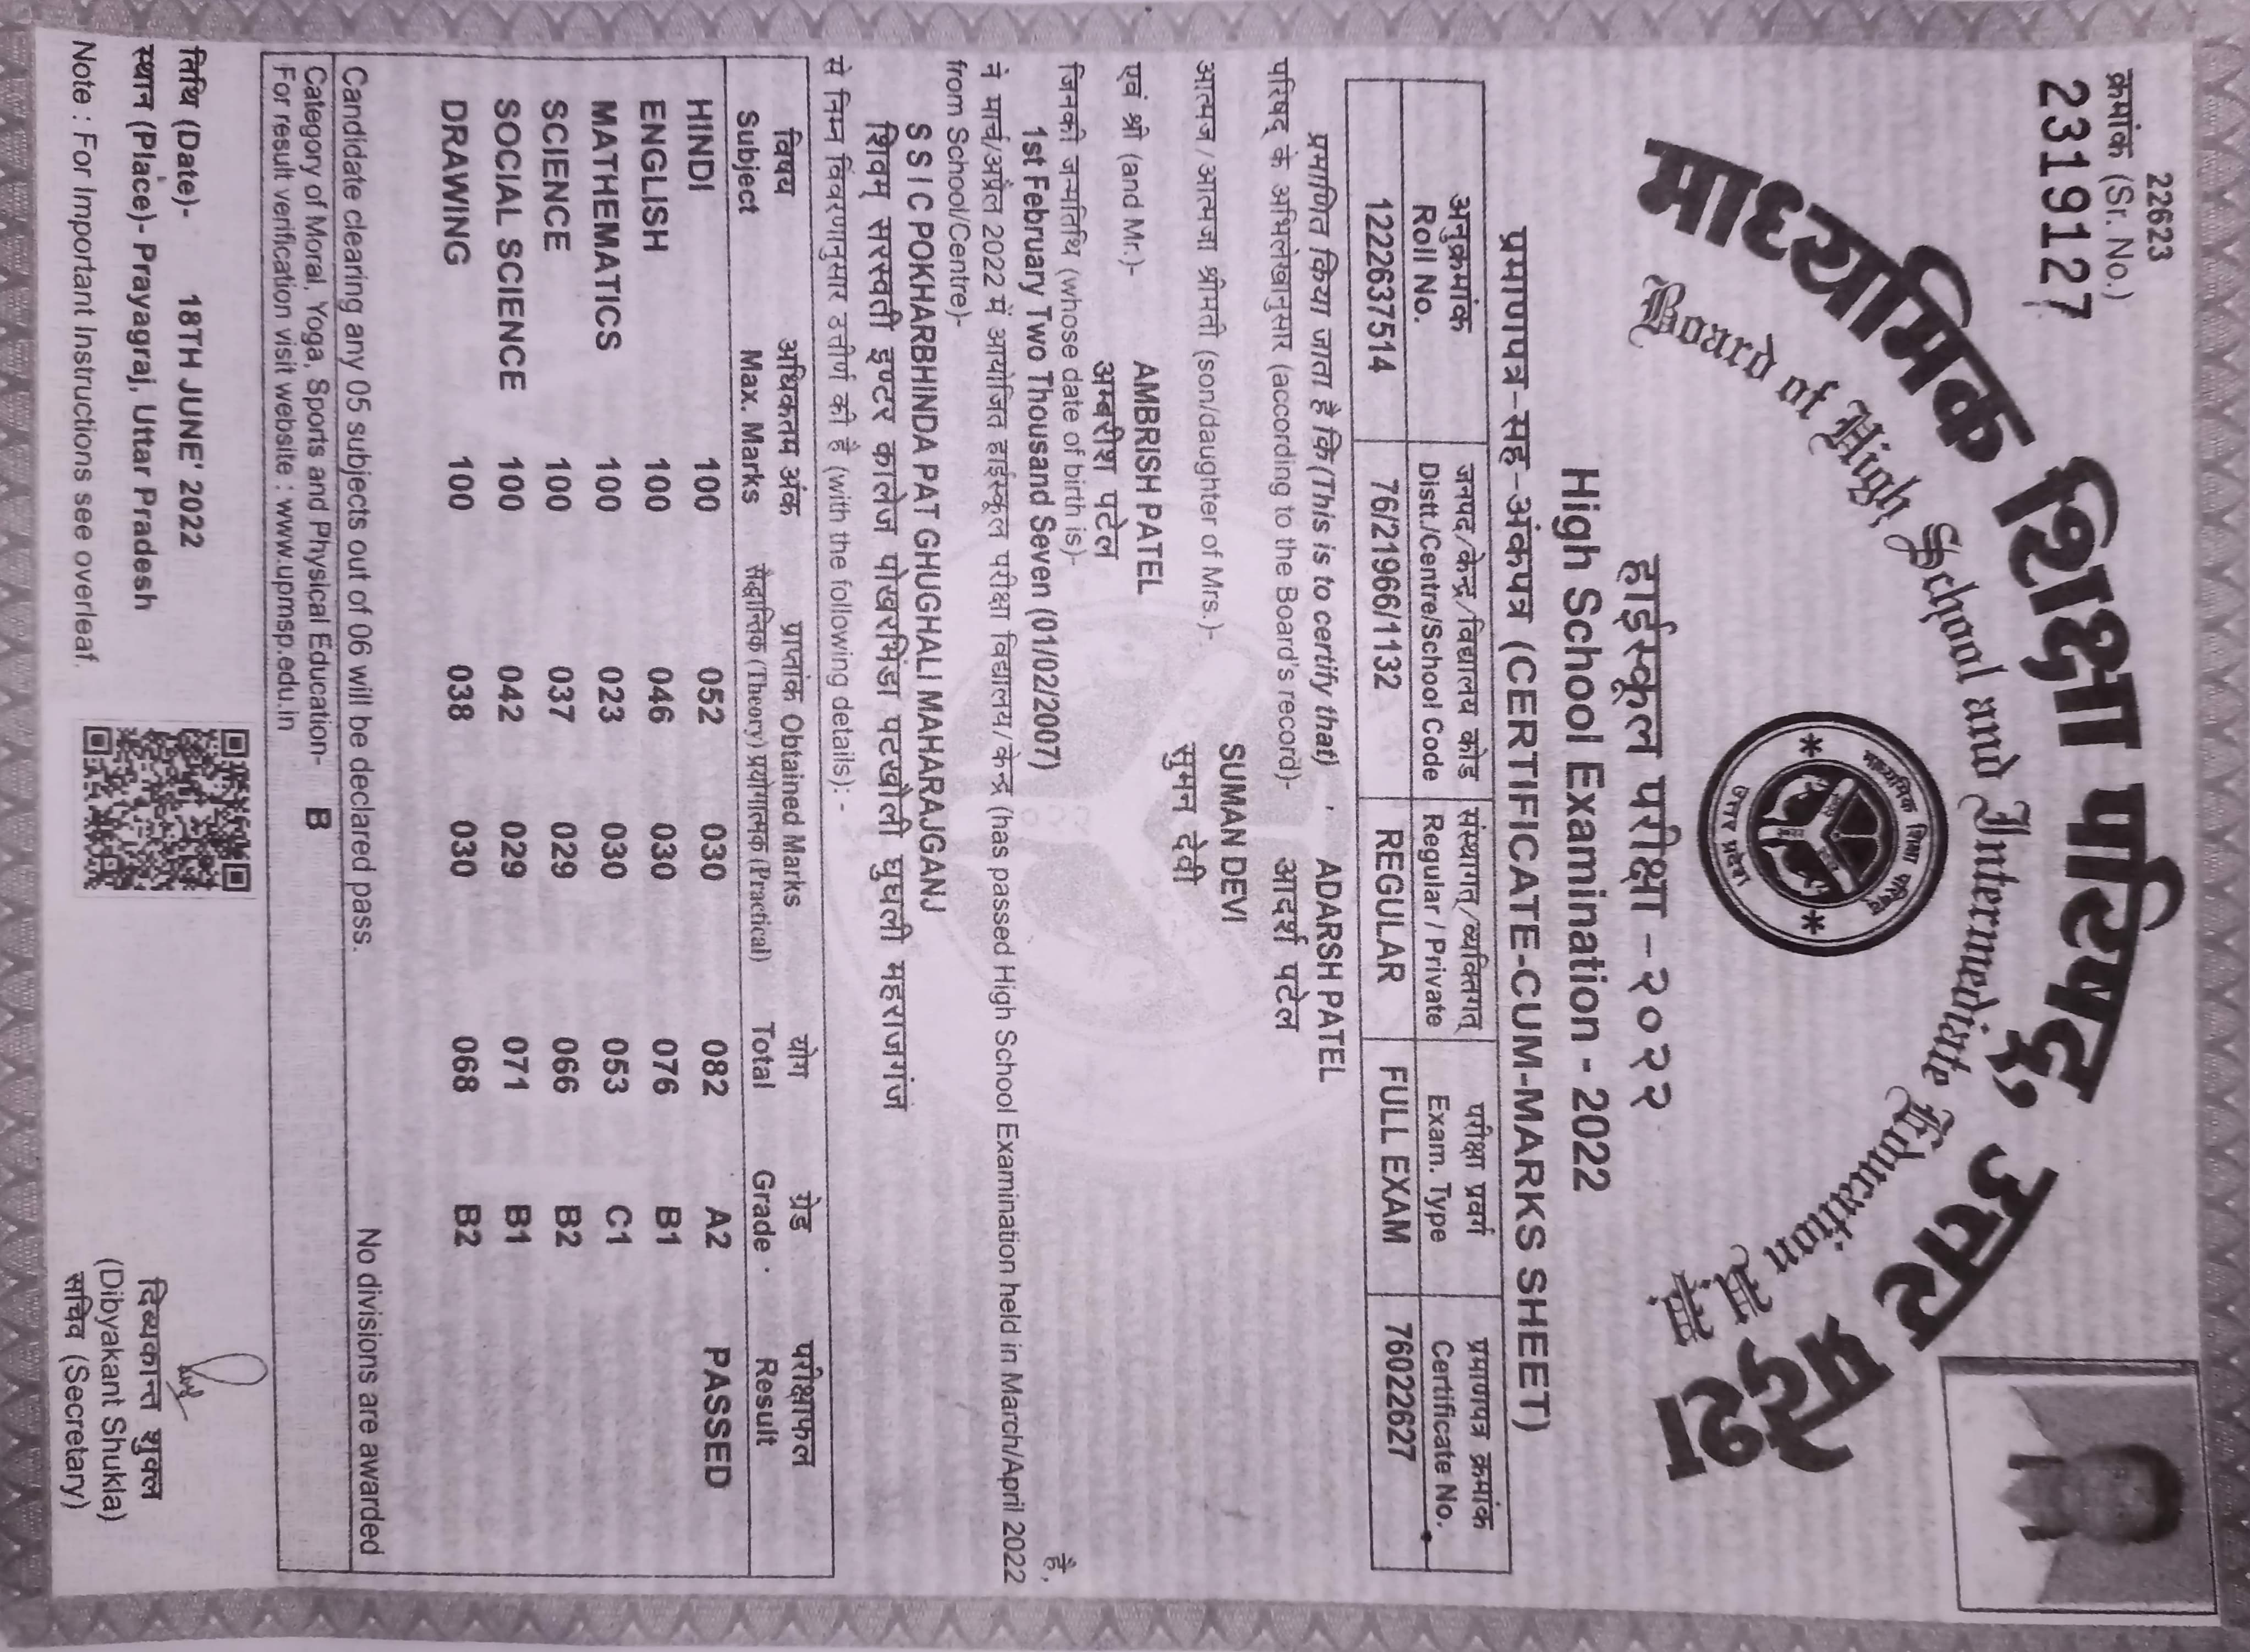 22623
क्रमांक (Sr. No.)
2319127
माध्यमिक शिक्षा परिषद्, उत्तर प्रदेश
Board of High School and Intermediate Education U.P.
माध्यमिक शिक्षा परिषद्
उत्तर प्रदेश
हाईस्कूल परीक्षा -२०२२
High School Examination - 2022
प्रमाणपत्र-सह-अंकपत्र (CERTIFICATE-CUM-MARKS SHEET)
अनुक्रमांक जनपद/केन्द्र/विद्यालय कोड संस्थागत्/व्यक्तिगत् परीक्षा प्रवर्ग प्रमाणपत्र क्रमांक
Roll No. Distt./Centre/School Code Regular / Private Exam. Type Certificate No.
1222637514 76/21966/1132 REGULAR FULL EXAM 76022627
प्रमाणित किया जाता है कि (This is to certify that) ADARSH PATEL
परिषद् के अभिलेखानुसार (according to the Board's record)- आदर्श पटेल
SUMAN DEVI
आत्मज/आत्मजा श्रीमती (son/daughter of Mrs.)-
सुमन देवी
AMBRISH PATEL
एवं श्री (and Mr.)-
अम्बरीश पटेल
जिनकी जन्मतिथि (whose date of birth is)-
1st February Two Thousand Seven (01/02/2007) है,
ने मार्च/अप्रैल 2022 में आयोजित हाईस्कूल परीक्षा विद्यालय/केन्द्र (has passed High School Examination held in March/April 2022
from School/Centre)-
S S I C POKHARBHINDA PAT GHUGHALI MAHARAJGANJ
शिवम् सरस्वती इण्टर कालेज पोखरभिंडा पटखौली घुघली महराजगंज
से निम्न विवरणानुसार उत्तीर्ण की है (with the following details): -
विषय अधिकतम अंक प्राप्तांक Obtained Marks योग ग्रेड परीक्षाफल
Subject Max. Marks सैद्धान्तिक (Theory) प्रयोगात्मक (Practical) Total Grade Result
HINDI 100 052 030 082 A2 PASSED
ENGLISH 100 046 030 076 B1
MATHEMATICS 100 023 030 053 C1
SCIENCE 100 037 029 066 B2
SOCIAL SCIENCE 100 042 029 071 B1
DRAWING 100 038 030 068 B2
Candidate clearing any 05 subjects out of 06 will be declared pass. No divisions are awarded
Category of Moral, Yoga, Sports and Physical Education- B
For result verification visit website : www.upmsp.edu.in
तिथि (Date)- 18TH JUNE' 2022
स्थान (Place)- Prayagraj, Uttar Pradesh
Note : For Important Instructions see overleaf.
दिब्यकान्त शुक्ल
(Dibyakant Shukla)
सचिव (Secretary)